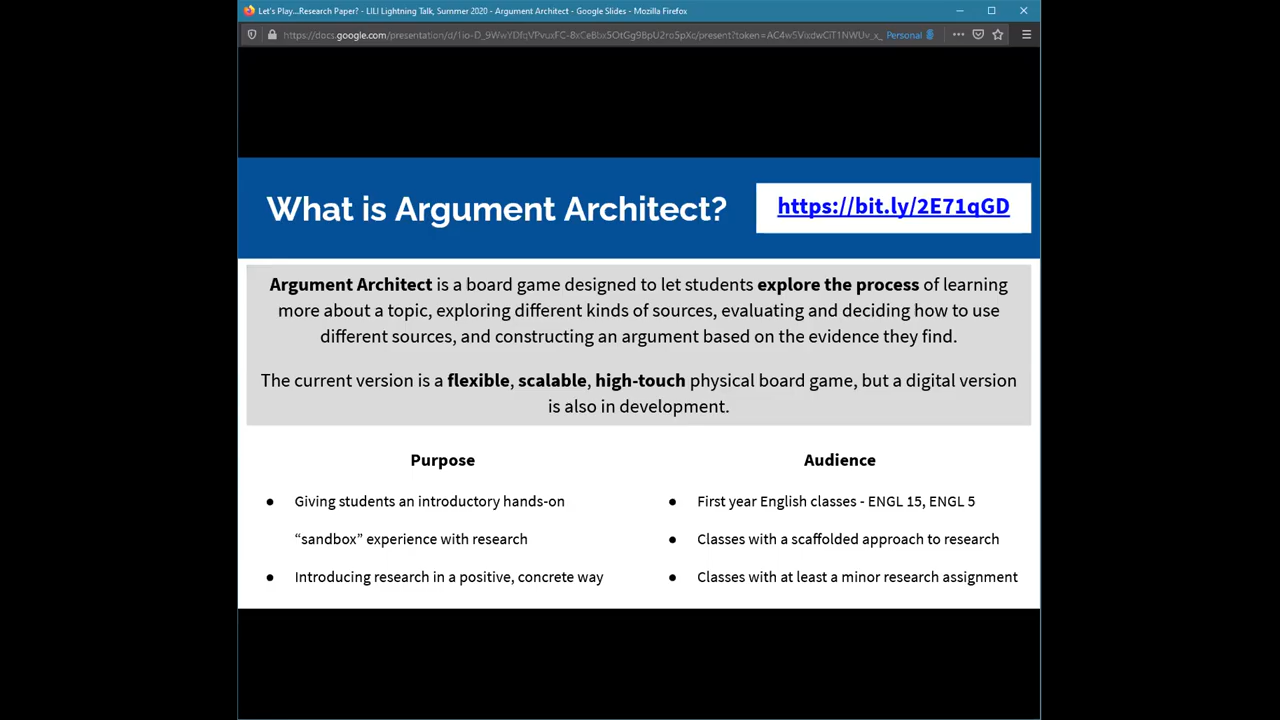 Let's Play...Research Paper? - LILI Lightning Talk, Summer 2020 - Argument Architect - Google Slides - Mozilla Firefox
Personal
What is Argument Architect?
https://bit.ly/2E71qGD
Argument Architect is a board game designed to let students explore the process of learning
more about a topic, exploring different kinds of sources, evaluating and deciding how to use
different sources, and constructing an argument based on the evidence they find.
The current version is a flexible, scalable, high-touch physical board game, but a digital version
is also in development.
Purpose
● Giving students an introductory hands-on
“sandbox” experience with research
● Introducing research in a positive, concrete way
Audience
● First year English classes - ENGL 15, ENGL 5
● Classes with a scaffolded approach to research
● Classes with at least a minor research assignment